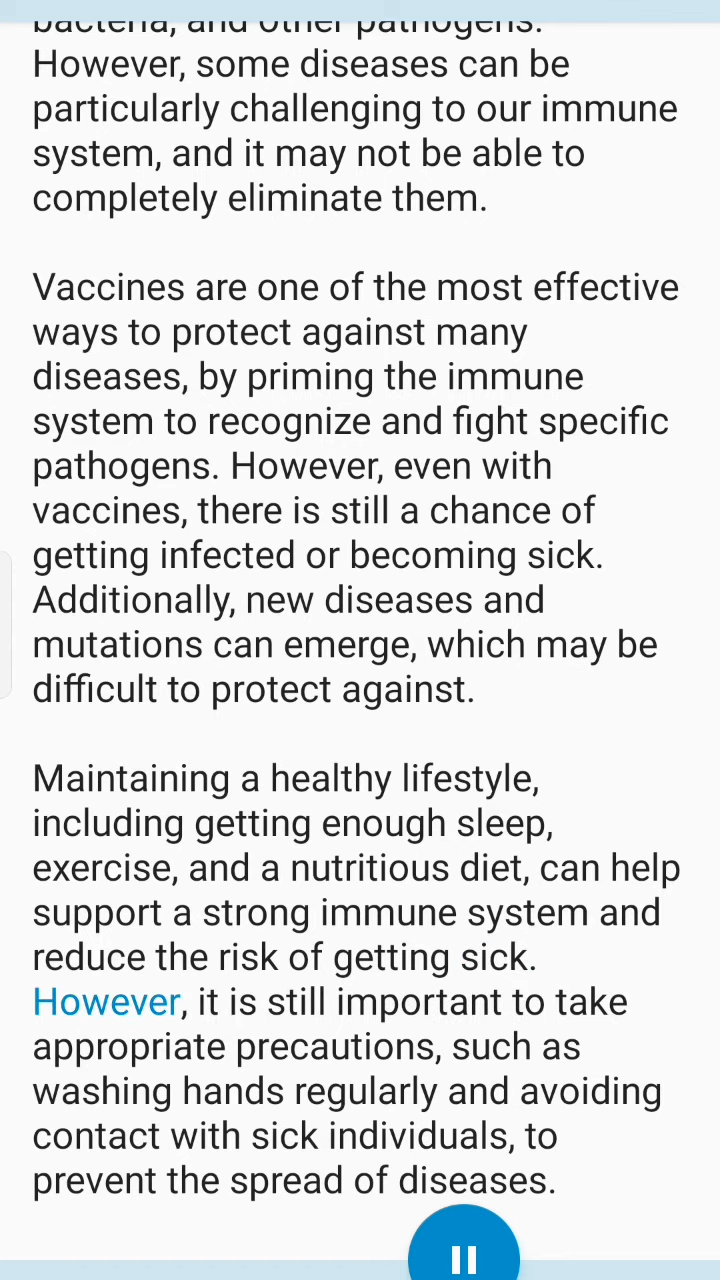 bacteria, and other pathogens.
However, some diseases can be
particularly challenging to our immune
system, and it may not be able to
completely eliminate them.
Vaccines are one of the most effective
ways to protect against many
diseases, by priming the immune
system to recognize and fight specific
pathogens. However, even with
vaccines, there is still a chance of
getting infected or becoming sick.
Additionally, new diseases and
mutations can emerge, which may be
difficult to protect against.
Maintaining a healthy lifestyle,
including getting enough sleep,
exercise, and a nutritious diet, can help
support a strong immune system and
reduce the risk of getting sick.
However, it is still important to take
appropriate precautions, such as
washing hands regularly and avoiding
contact with sick individuals, to
prevent the spread of diseases.